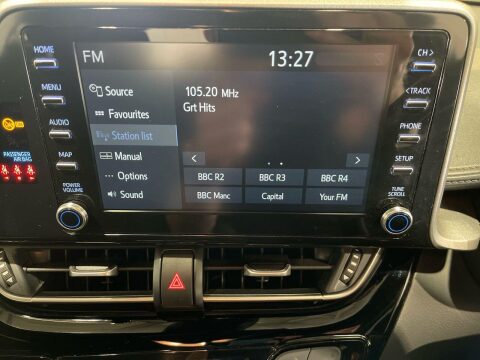 HOME
MENU
AUDIO
MAP
POWER
VOLUME
PASSENGER
AIR BAG
FM
13:27
Source
Favourites
Station list
Manual
Options
Sound
105.20 MHz
Grt Hits
BBC R2 BBC R3 BBC R4
BBC Manc Capital Your FM
CH >
< TRACK
PHONE
SETUP
TUNE
SCROLL